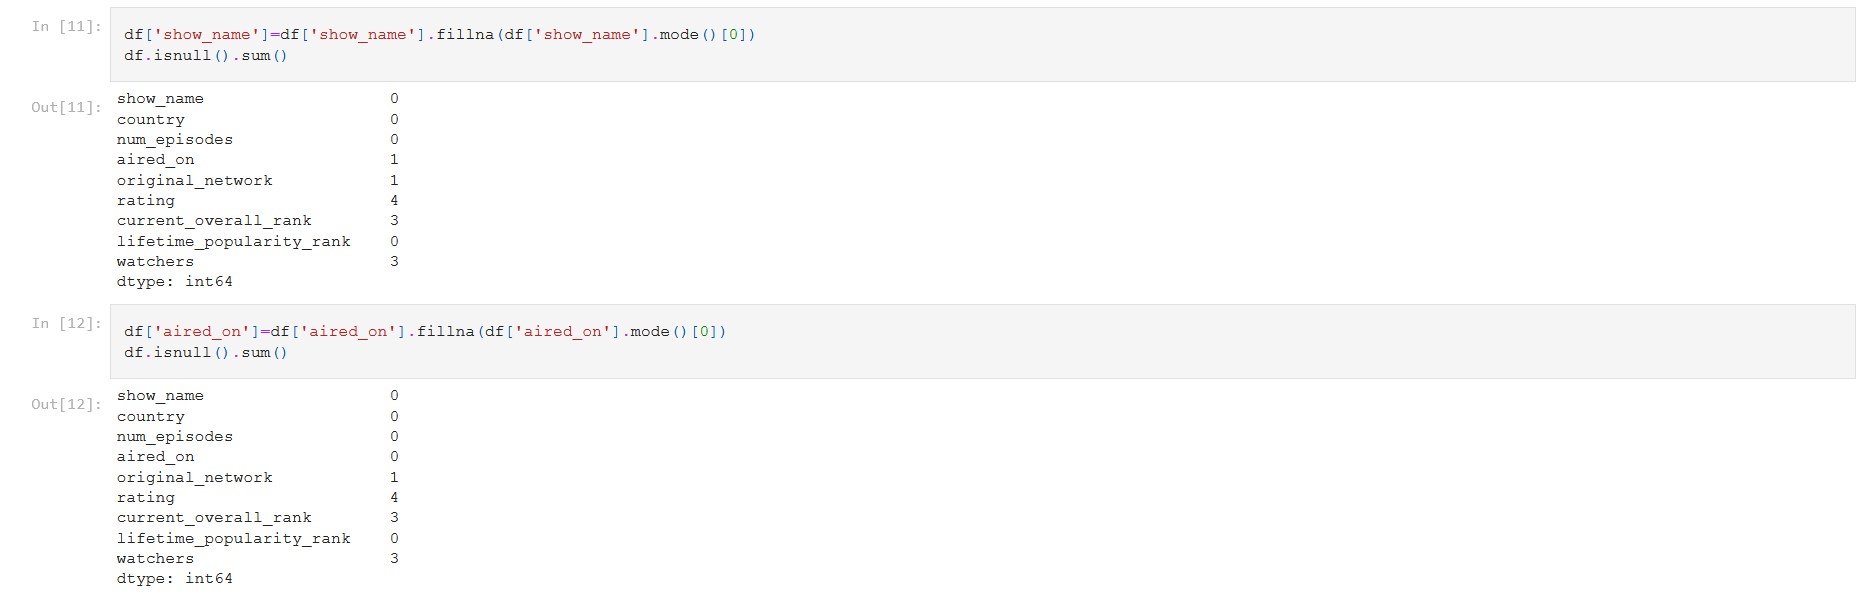 In [11]:
df['show_name']=df['show_name'].fillna(df['show_name'].mode()[0])
df.isnull().sum()
Out[11]:
show_name 0
country 0
num_episodes 0
aired_on 1
original_network 1
rating 4
current_overall_rank 3
lifetime_popularity_rank 0
watchers 3
dtype: int64
In [12]:
df['aired_on']=df['aired_on'].fillna(df['aired_on'].mode()[0])
df.isnull().sum()
Out[12]:
show_name 0
country 0
num_episodes 0
aired_on 0
original_network 1
rating 4
current_overall_rank 3
lifetime_popularity_rank 0
watchers 3
dtype: int64